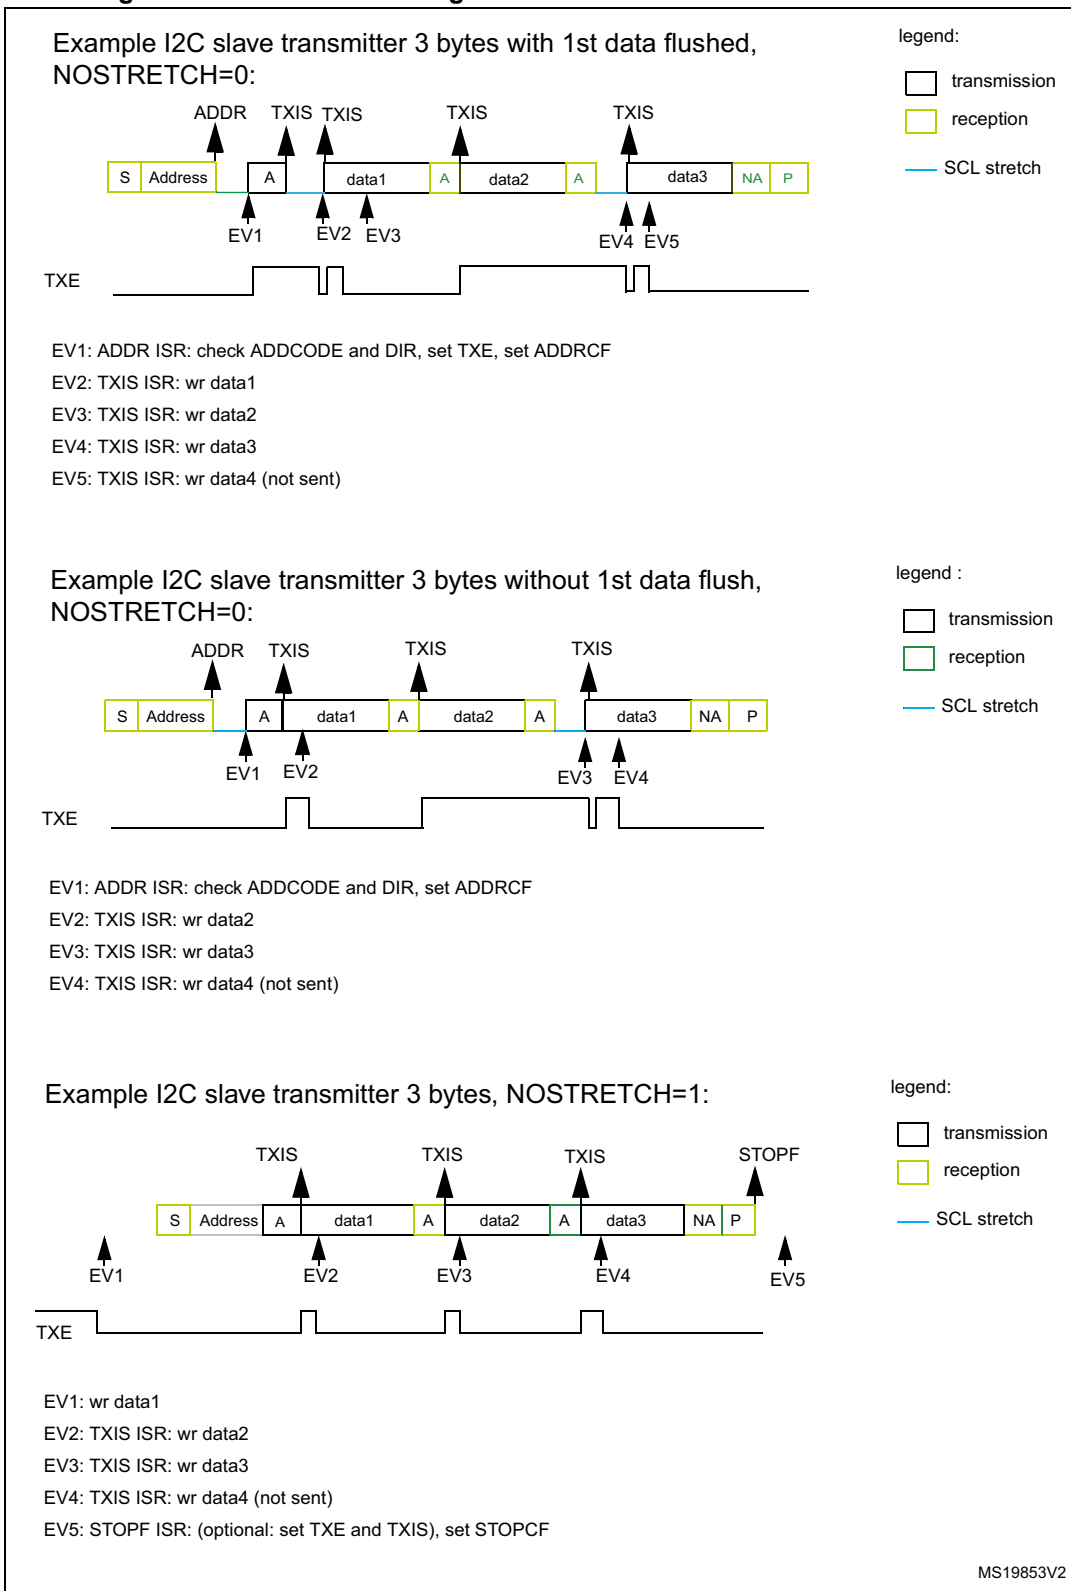 Example I2C slave transmitter 3 bytes with 1st data flushed,
NOSTRETCH=0:
legend:
transmission
reception
SCL stretch
ADDR TXIS TXIS TXIS TXIS
S Address A data1 A data2 A data3 NA P
EV1 EV2 EV3 EV4 EV5
TXE
EV1: ADDR ISR: check ADDCODE and DIR, set TXE, set ADDRCF
EV2: TXIS ISR: wr data1
EV3: TXIS ISR: wr data2
EV4: TXIS ISR: wr data3
EV5: TXIS ISR: wr data4 (not sent)
Example I2C slave transmitter 3 bytes without 1st data flush,
NOSTRETCH=0:
legend :
transmission
reception
SCL stretch
ADDR TXIS TXIS TXIS
S Address A data1 A data2 A data3 NA P
EV1 EV2 EV3 EV4
TXE
EV1: ADDR ISR: check ADDCODE and DIR, set ADDRCF
EV2: TXIS ISR: wr data2
EV3: TXIS ISR: wr data3
EV4: TXIS ISR: wr data4 (not sent)
Example I2C slave transmitter 3 bytes, NOSTRETCH=1:
legend:
transmission
reception
SCL stretch
TXIS TXIS TXIS STOPF
S Address A data1 A data2 A data3 NA P
EV1 EV2 EV3 EV4 EV5
TXE
EV1: wr data1
EV2: TXIS ISR: wr data2
EV3: TXIS ISR: wr data3
EV4: TXIS ISR: wr data4 (not sent)
EV5: STOPF ISR: (optional: set TXE and TXIS), set STOPCF
MS19853V2